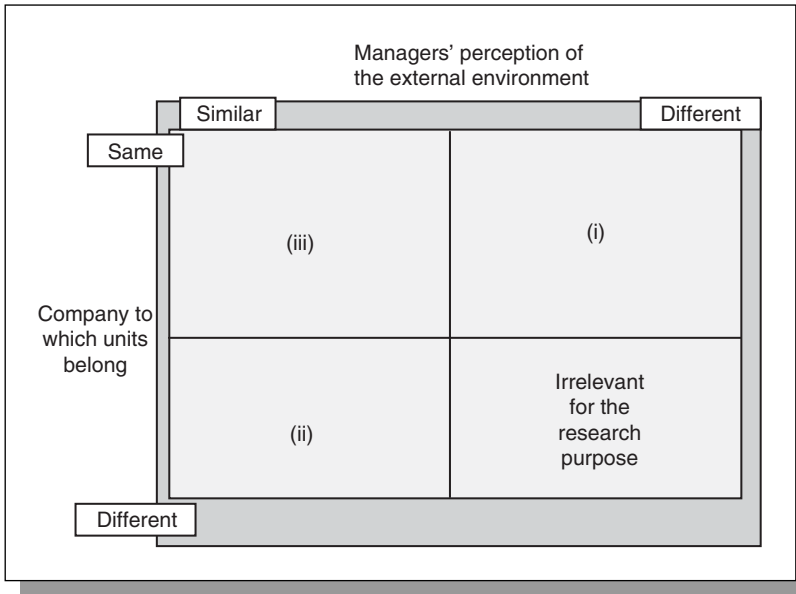 Managers’ perception of
the external environment
Similar
Different
Same
(iii)
(i)
Company to
which units
belong
(ii)
Irrelevant
for the
research
purpose
Different